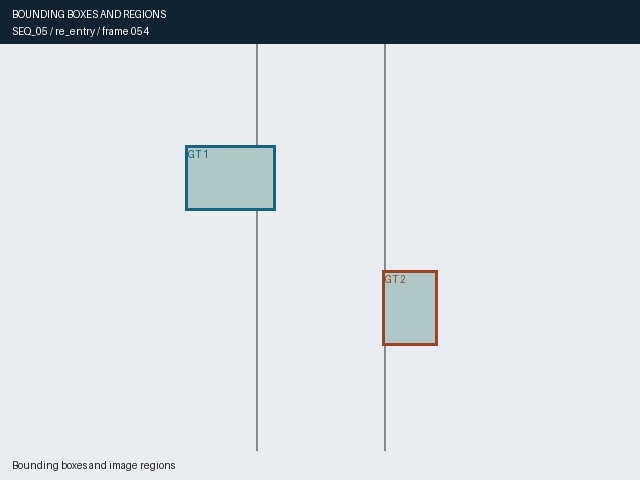 BOUNDING BOXES AND REGIONS
SEQ_05 / re_entry / frame 054
GT1
GT2
Bounding boxes and image regions